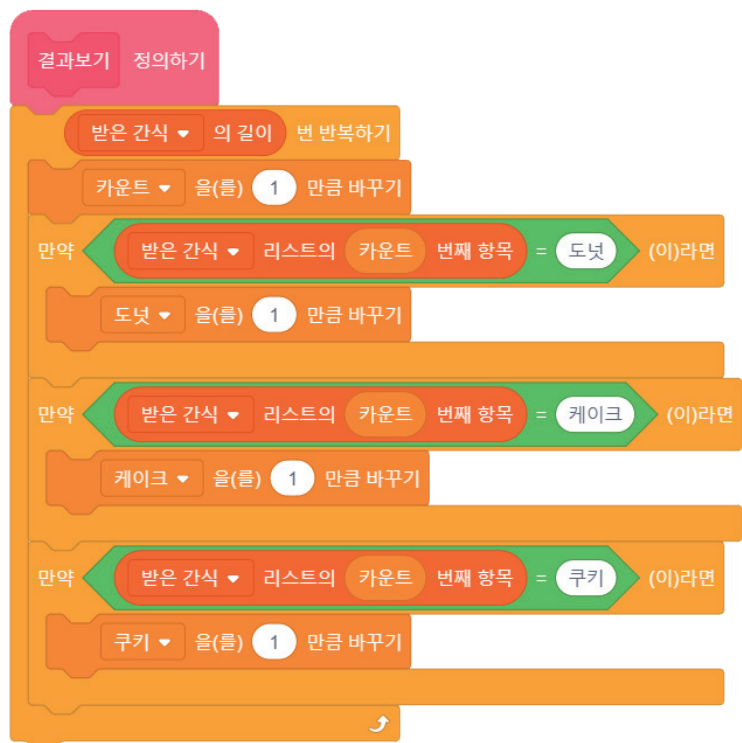 결과보기 정의하기
받은 간식 의 길이 번 반복하기
카운트 을(를) 1 만큼 바꾸기
만약 받은 간식 리스트의 카운트 번째 항목 = 도넛 (이)라면
도넛 을(를) 1 만큼 바꾸기
만약 받은 간식 리스트의 카운트 번째 항목 = 케이크 (이)라면
케이크 을(를) 1 만큼 바꾸기
만약 받은 간식 리스트의 카운트 번째 항목 = 쿠키 (이)라면
쿠키 을(를) 1 만큼 바꾸기